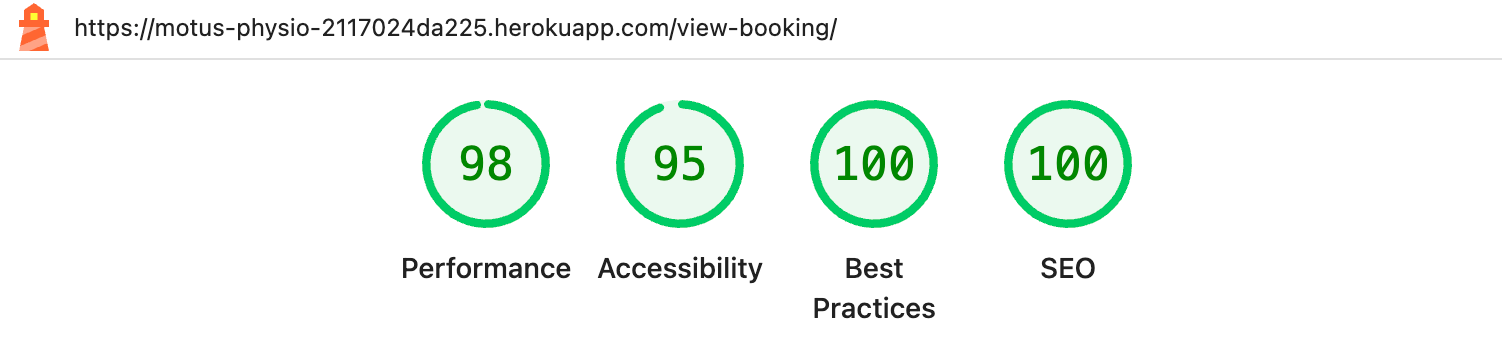 https://motus-physio-2117024da225.herokuapp.com/view-booking/
98 95 100 100
Performance Accessibility Best Practices SEO